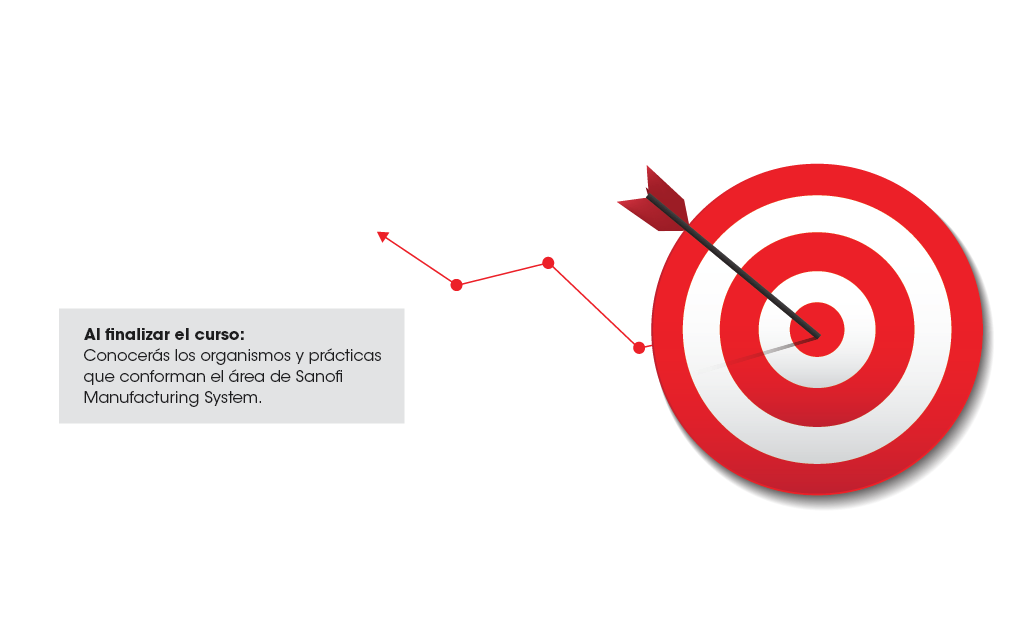 Al finalizar el curso:
Conocerás los organismos y prácticas
que conforman el área de Sanofi
Manufacturing System.